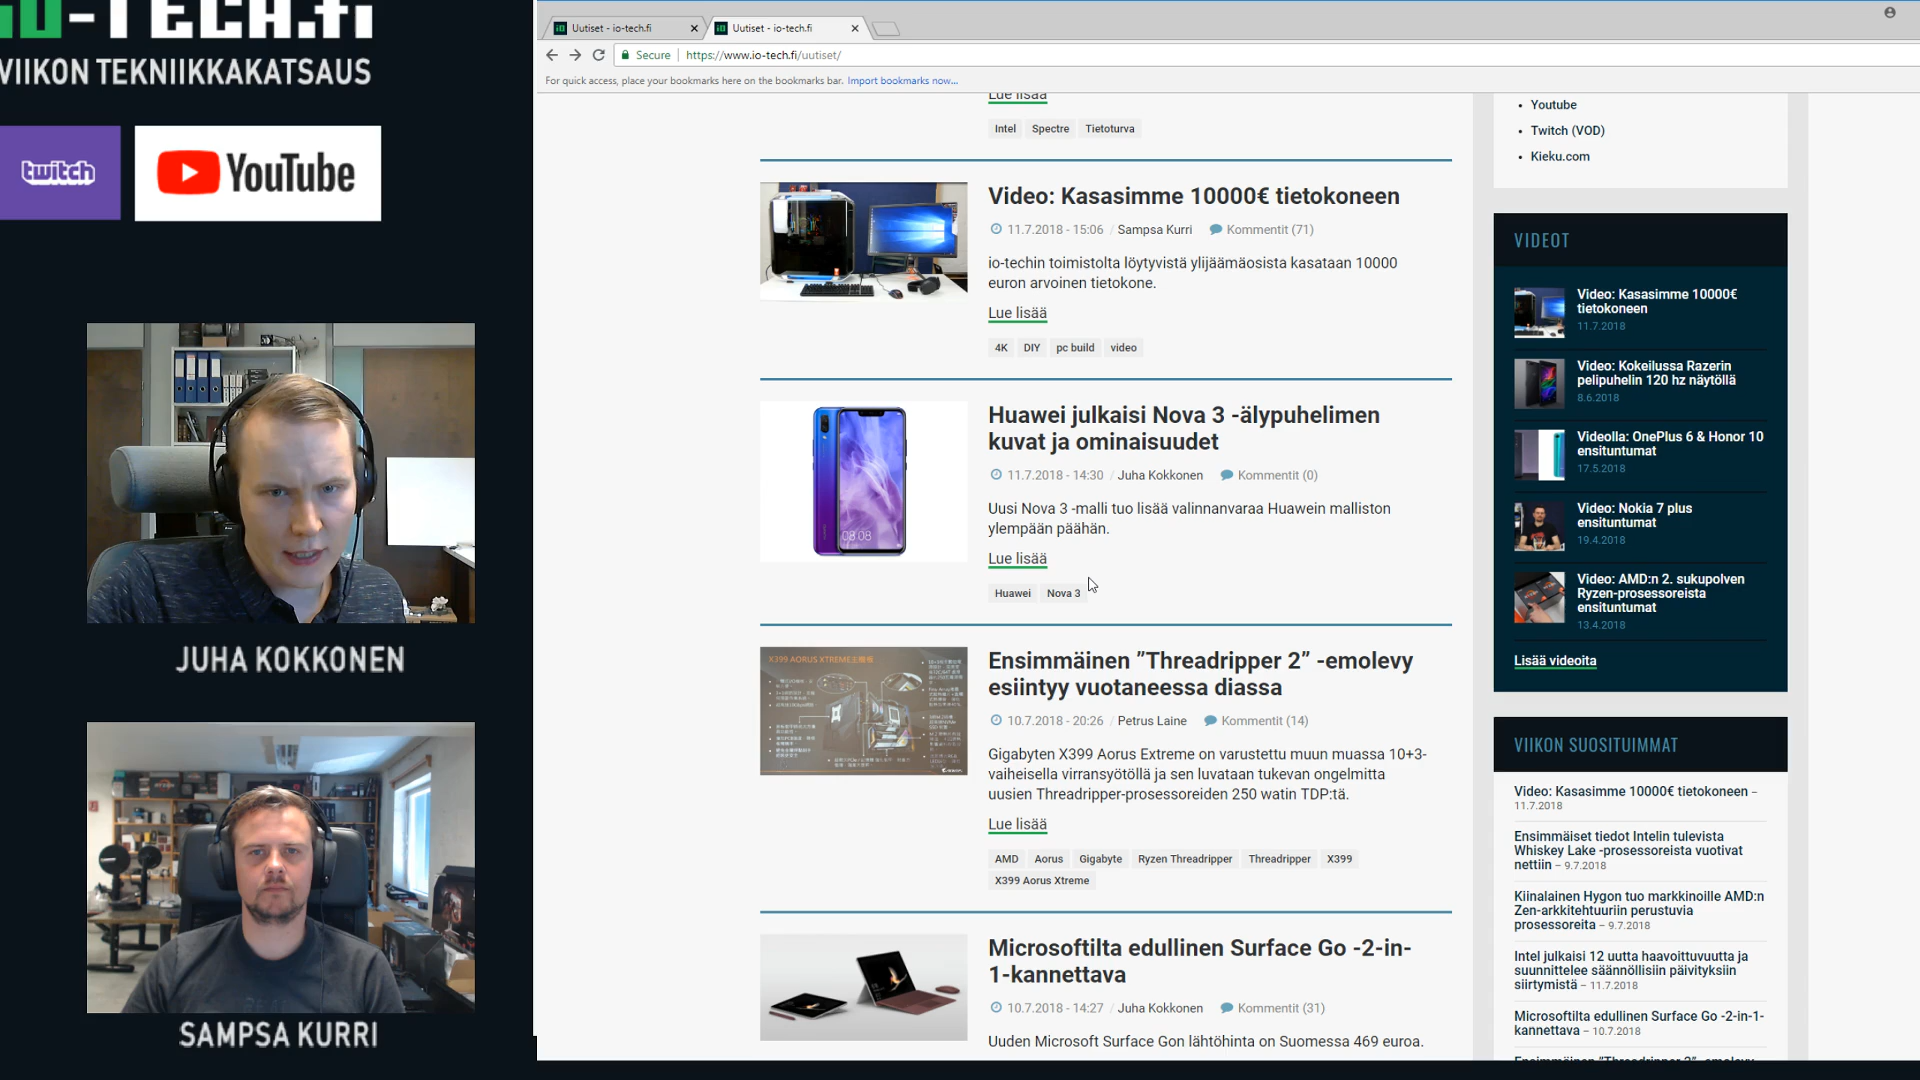 iO-TECH.fi
VIIKON TEKNIIKKAKATSAUS
twitch
YouTube
JUHA KOKKONEN
SAMPSA KURRI
Uutiset - io-tech.fi
Uutiset - io-tech.fi
Secure
https://www.io-tech.fi/uutiset/
For quick access, place your bookmarks here on the bookmarks bar. Import bookmarks now...
Lue lisää
Intel Spectre Tietoturva
Video: Kasasimme 10000€ tietokoneen
11.7.2018 - 15:06 / Sampsa Kurri Kommentit (71)
io-techin toimistolta löytyvistä ylijäämäosista kasataan 10000
euron arvoinen tietokone.
Lue lisää
4K DIY pc build video
Huawei julkaisi Nova 3 -älypuhelimen
kuvat ja ominaisuudet
11.7.2018 - 14:30 / Juha Kokkonen Kommentit (0)
Uusi Nova 3 -malli tuo lisää valinnanvaraa Huawein malliston
ylempään päähän.
Lue lisää
Huawei Nova 3
08:08
Ensimmäinen ”Threadripper 2” -emolevy
esiintyy vuotaneessa diassa
10.7.2018 - 20:26 / Petrus Laine Kommentit (14)
Gigabyten X399 Aorus Extreme on varustettu muun muassa 10+3-
vaiheisella virransyötöllä ja sen luvataan tukevan ongelmitta
uusien Threadripper-prosessoreiden 250 watin TDP:tä.
Lue lisää
AMD Aorus Gigabyte Ryzen Threadripper Threadripper X399
X399 Aorus Xtreme
X399 AORUS XTREME
Microsoftilta edullinen Surface Go -2-in-
1-kannettava
10.7.2018 - 14:27 / Juha Kokkonen Kommentit (31)
Uuden Microsoft Surface Gon lähtöhinta on Suomessa 469 euroa.
Youtube
Twitch (VOD)
Kieku.com
VIDEOT
Video: Kasasimme 10000€
tietokoneen
11.7.2018
Video: Kokeilussa Razerin
pelipuhelin 120 hz näytöllä
8.6.2018
Videolla: OnePlus 6 & Honor 10
ensituntumat
17.5.2018
Video: Nokia 7 plus
ensituntumat
19.4.2018
Video: AMD:n 2. sukupolven
Ryzen-prosessoreista
ensituntumat
13.4.2018
Lisää videoita
VIIKON SUOSITUIMMAT
Video: Kasasimme 10000€ tietokoneen –
11.7.2018
Ensimmäiset tiedot Intelin tulevista
Whiskey Lake -prosessoreista vuotivat
nettiin – 9.7.2018
Kiinalainen Hygon tuo markkinoille AMD:n
Zen-arkkitehtuuriin perustuvia
prosessoreita – 9.7.2018
Intel julkaisi 12 uutta haavoittuvuutta ja
suunnittelee säännöllisiin päivityksiin
siirtymistä – 11.7.2018
Microsoftilta edullinen Surface Go -2-in-1-
kannettava – 10.7.2018
Ensimmäinen ”Threadripper 2” -emolevy